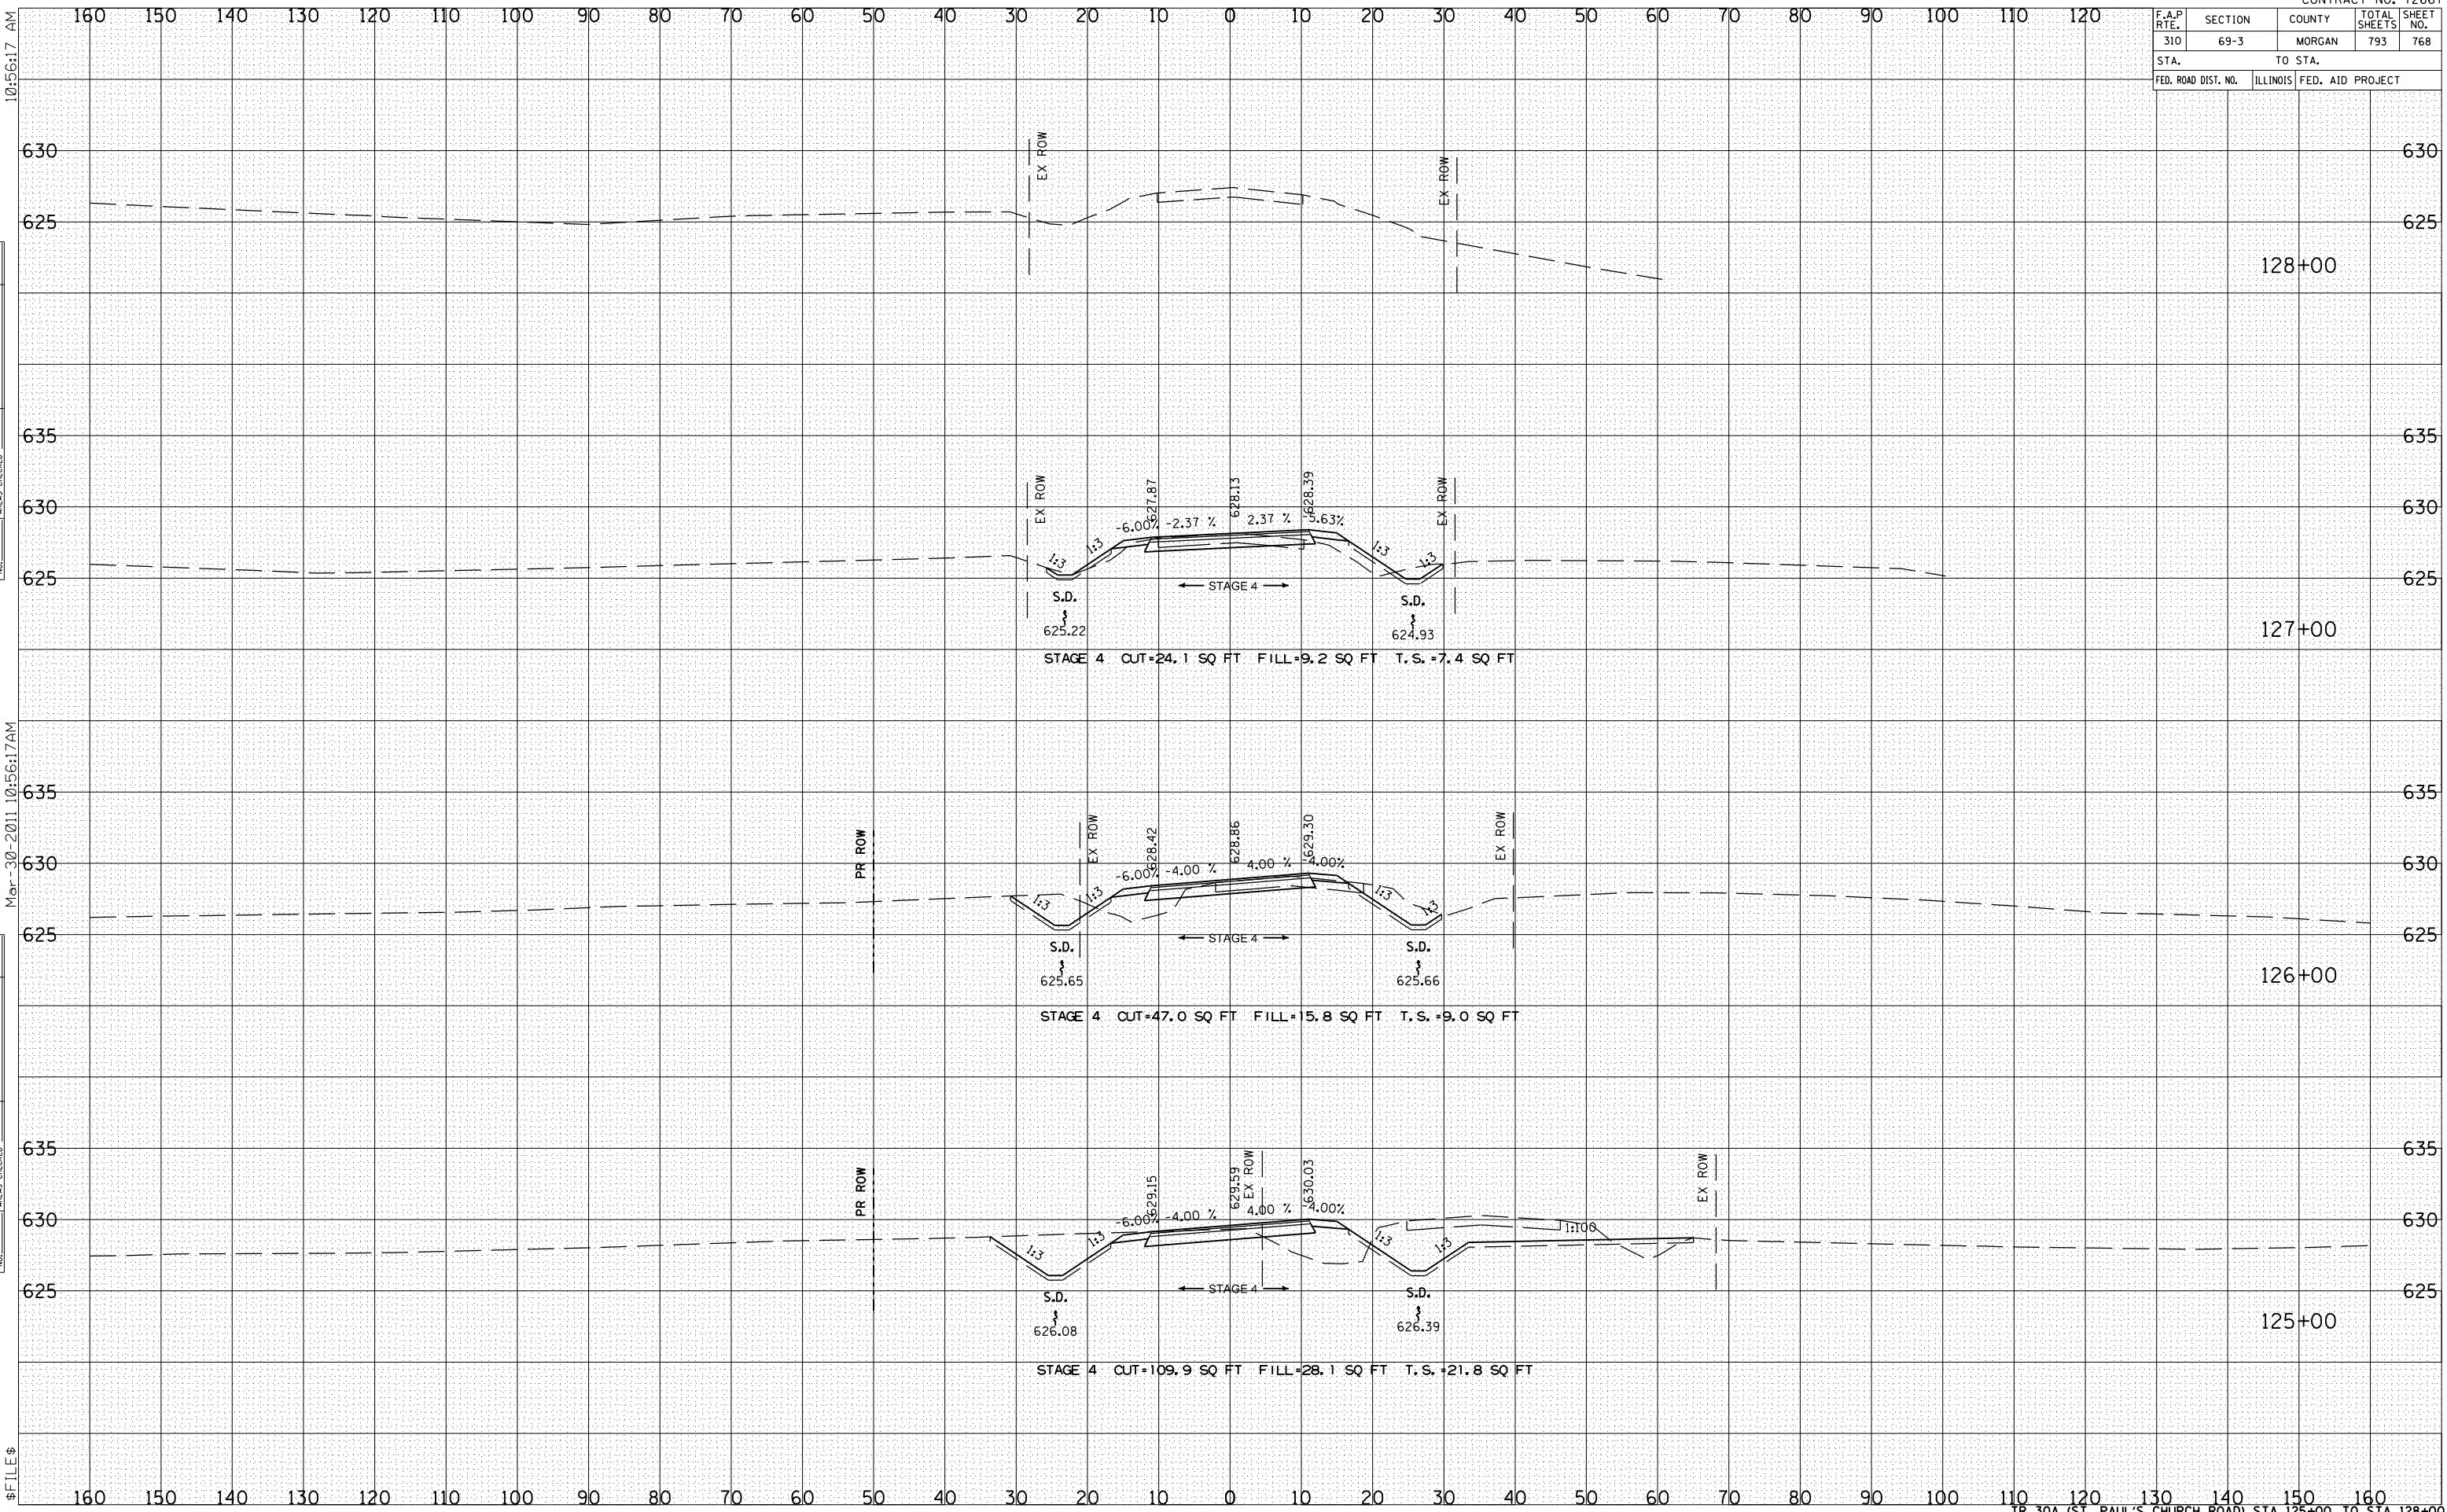 160 150 140 130 120 110 100 90 80 70 60 50 40 30 20 10 0 10 20 30 40 50 60 70 80 90 100 110 120
F.A.P RTE. SECTION COUNTY TOTAL SHEETS SHEET NO.
310 69-3 MORGAN 793 768
STA. TO STA.
FED. ROAD DIST. NO. ILLINOIS FED. AID PROJECT
10:56:17 AM
EX ROW EX ROW
630 630
625 625
128+00
635 635
EX ROW 627.87 628.13 628.39 EX ROW
630 630
-6.00% -2.37 % 2.37 % -5.63%
1:3 1:3 1:3 1:3
625 625
STAGE 4
S.D. S.D.
625.22 624.93
127+00
STAGE 4 CUT=24.1 SQ FT FILL=9.2 SQ FT T.S.=7.4 SQ FT
Mar-30-2011 10:56:17AM
635 635
PR ROW EX ROW 628.42 628.86 629.30 EX ROW
630 630
-6.00% -4.00 % 4.00 % -4.00%
1:3 1:3 1:3 1:3
625 625
STAGE 4
S.D. S.D.
625.65 625.66
126+00
STAGE 4 CUT=47.0 SQ FT FILL=15.8 SQ FT T.S.=9.0 SQ FT
635 635
PR ROW 629.15 629.59 EX ROW 630.03 EX ROW
630 630
-6.00% -4.00 % 4.00 % -4.00%
1:3 1:3 1:3 1:3 1:100
625 625
STAGE 4
S.D. S.D.
626.08 626.39
125+00
STAGE 4 CUT=109.9 SQ FT FILL=28.1 SQ FT T.S.=21.8 SQ FT
$FILE$
160 150 140 130 120 110 100 90 80 70 60 50 40 30 20 10 0 10 20 30 40 50 60 70 80 90 100 110 120 130 140 150 160
TR 30A (ST. PAUL'S CHURCH ROAD) STA 125+00 TO STA 128+00